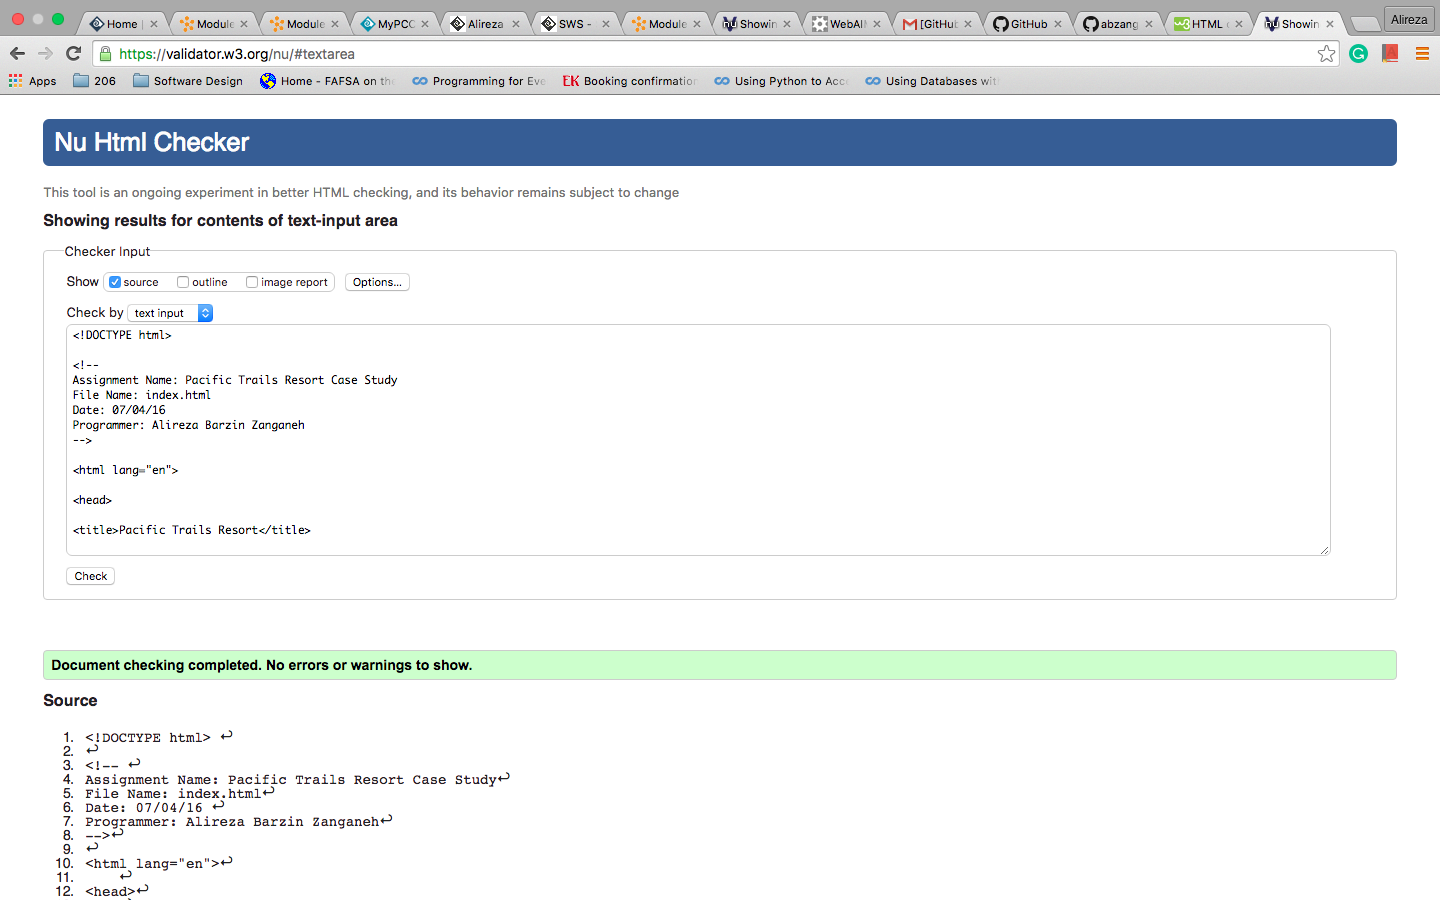 Home
Module
Module
MyPCC
Alireza
SWS -
Module
Showin
WebAI
[GitHub
GitHub
abzang
HTML
Showin
Alireza
https://validator.w3.org/nu/#textarea
Apps
206
Software Design
Home - FAFSA on the
Programming for Eve
EK Booking confirmation
Using Python to Acc
Using Databases with
Nu Html Checker
This tool is an ongoing experiment in better HTML checking, and its behavior remains subject to change
Showing results for contents of text-input area
Checker Input
Show source outline image report Options...
Check by text input
<!DOCTYPE html>
<!--
Assignment Name: Pacific Trails Resort Case Study
File Name: index.html
Date: 07/04/16
Programmer: Alireza Barzin Zanganeh
-->
<html lang="en">
<head>
<title>Pacific Trails Resort</title>
Check
Document checking completed. No errors or warnings to show.
Source
1. <!DOCTYPE html> ↩
2. ↩
3. <!-- ↩
4. Assignment Name: Pacific Trails Resort Case Study↩
5. File Name: index.html↩
6. Date: 07/04/16 ↩
7. Programmer: Alireza Barzin Zanganeh↩
8. -->↩
9. ↩
10. <html lang="en">↩
11. ↩
12. <head>↩